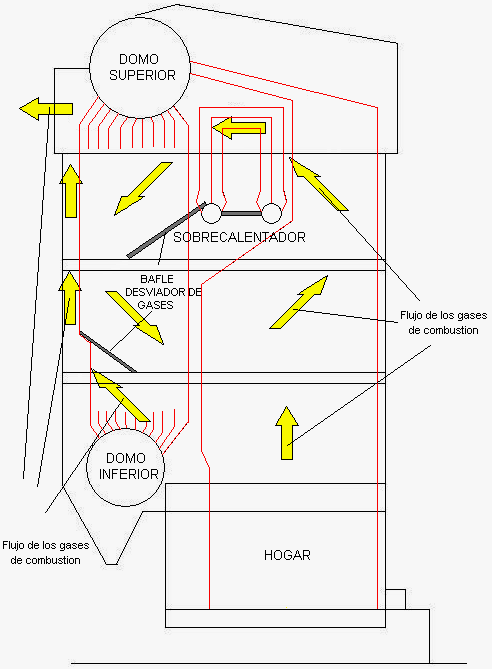 DOMO
SUPERIOR
SOBRECALENTADOR
BAFLE
DESVIADOR DE
GASES
Flujo de los gases
de combustion
DOMO
INFERIOR
Flujo de los gases
de combustion
HOGAR